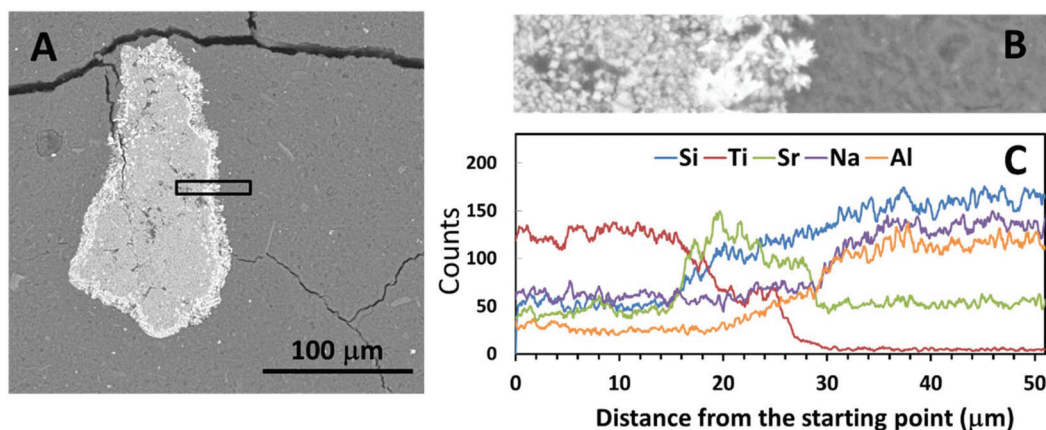 A
100 μm
B
C
Si Ti Sr Na Al
Counts
200
150
100
50
0
0 10 20 30 40 50
Distance from the starting point (μm)